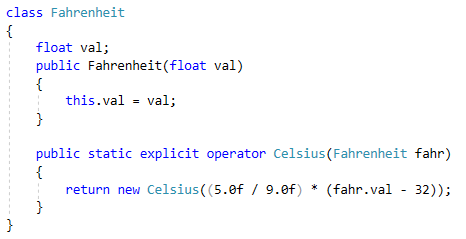 class Fahrenheit
{
    float val;
    public Fahrenheit(float val)
    {
        this.val = val;
    }

    public static explicit operator Celsius(Fahrenheit fahr)
    {
        return new Celsius((5.0f / 9.0f) * (fahr.val - 32));
    }
}